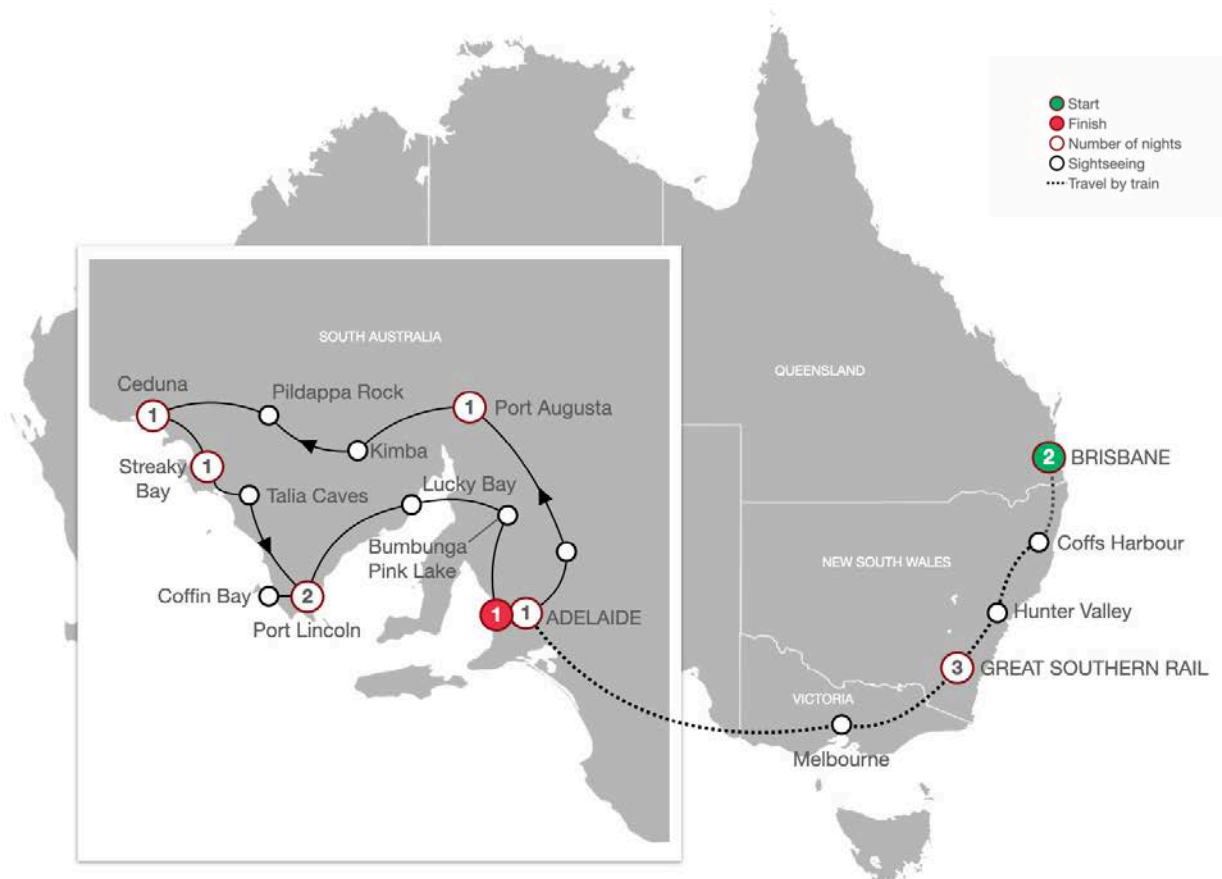 Start
Finish
Number of nights
Sightseeing
Travel by train
SOUTH AUSTRALIA
QUEENSLAND
Ceduna
1
Pildappa Rock
1
Port Augusta
Kimba
2
BRISBANE
Streaky
Bay
1
Talia Caves
Lucky Bay
Bumbunga
Pink Lake
Coffs Harbour
NEW SOUTH WALES
Coffin Bay
2
Port Lincoln
1
1
ADELAIDE
Hunter Valley
3
GREAT SOUTHERN RAIL
VICTORIA
Melbourne